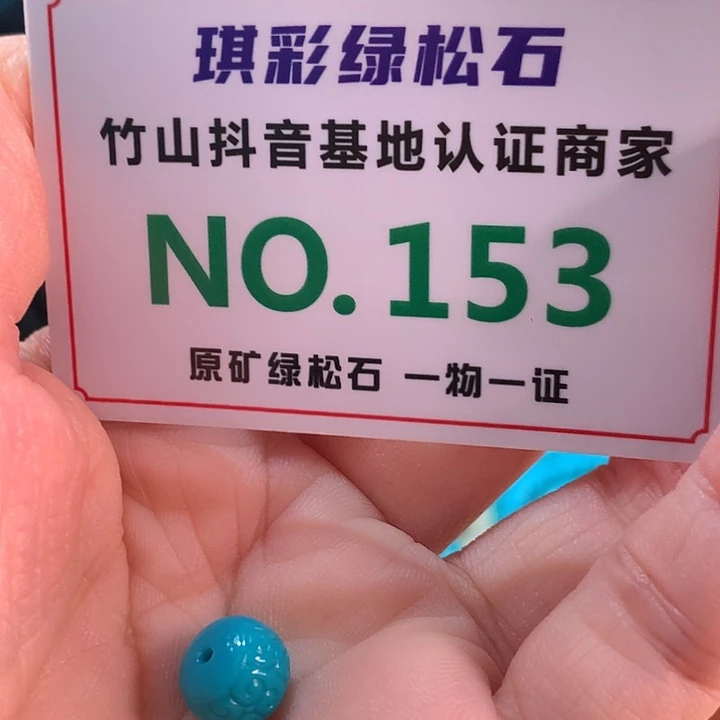 琪彩绿松石
竹山抖音基地认证商家
NO.153
原矿绿松石 一物一证